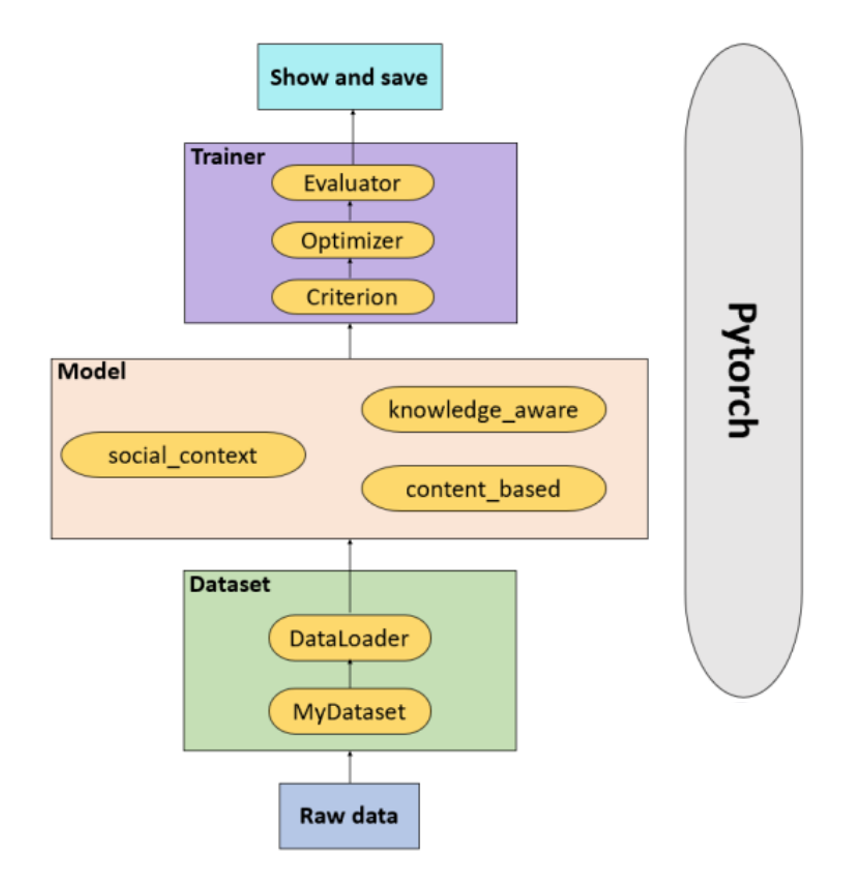 Show and save
Trainer
Evaluator
Optimizer
Criterion
Model
knowledge_aware
social_context
content_based
Dataset
DataLoader
MyDataset
Raw data
Pytorch